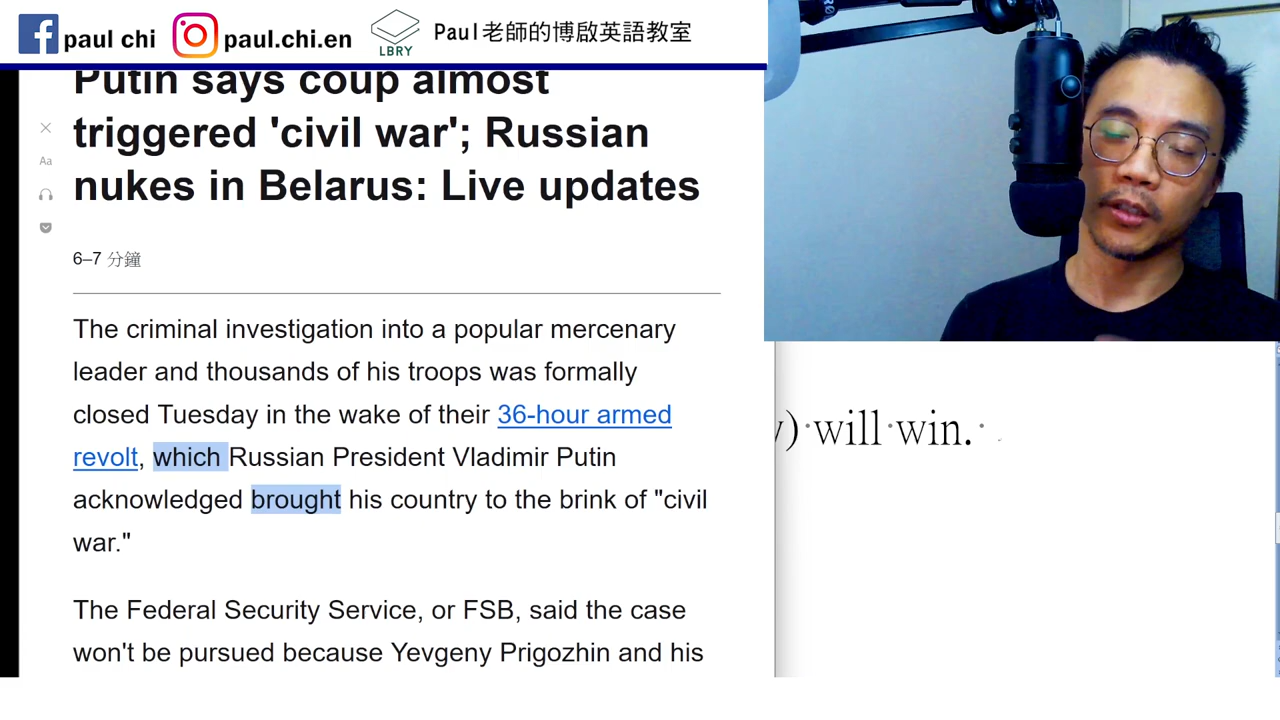 paul chi
paul.chi.en
LBRY
Paul老師的博啟英語教室
Putin says coup almost
triggered 'civil war'; Russian
nukes in Belarus: Live updates
Aa
6–7 分鐘
The criminal investigation into a popular mercenary
leader and thousands of his troops was formally
closed Tuesday in the wake of their 36-hour armed
revolt, which Russian President Vladimir Putin
acknowledged brought his country to the brink of "civil
war."
The Federal Security Service, or FSB, said the case
won't be pursued because Yevgeny Prigozhin and his
) will win.